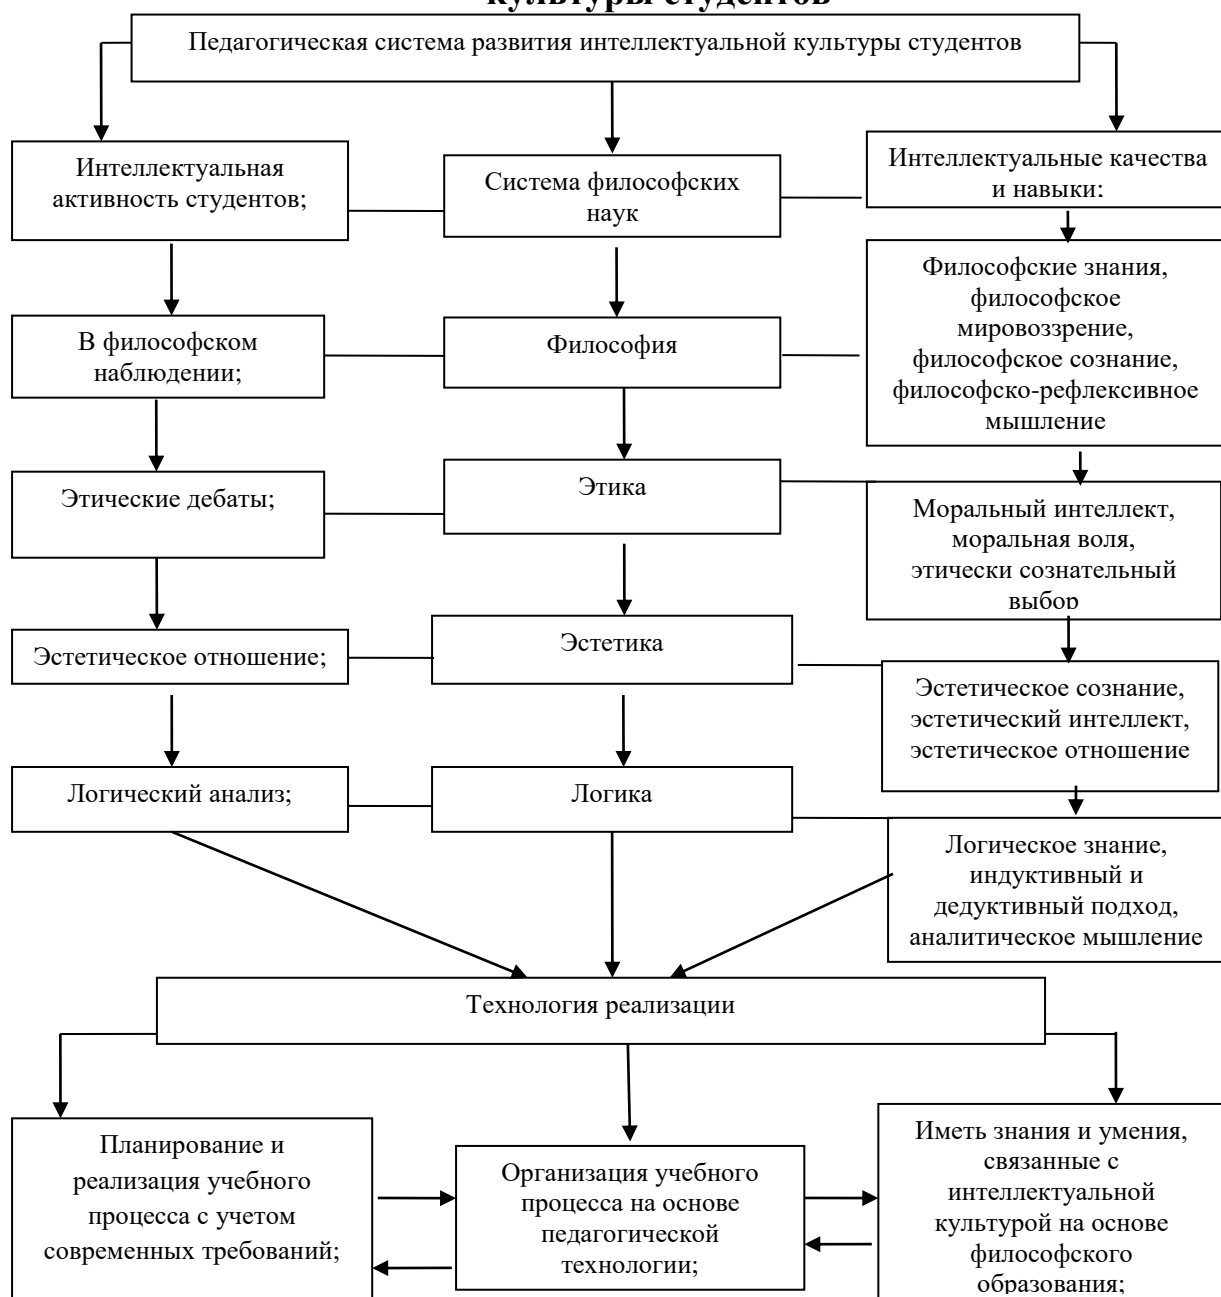 культуры студентов
Педагогическая система развития интеллектуальной культуры студентов
Интеллектуальная
активность студентов;
Система философских
наук
Интеллектуальные качества
и навыки:
В философском
наблюдении;
Философия
Философские знания,
философское
мировоззрение,
философское сознание,
философско-рефлексивное
мышление
Этические дебаты;
Этика
Моральный интеллект,
моральная воля,
этически сознательный
выбор
Эстетическое отношение;
Эстетика
Эстетическое сознание,
эстетический интеллект,
эстетическое отношение
Логический анализ;
Логика
Логическое знание,
индуктивный и
дедуктивный подход,
аналитическое мышление
Технология реализации
Планирование и
реализация учебного
процесса с учетом
современных требований;
Организация учебного
процесса на основе
педагогической
технологии;
Иметь знания и умения,
связанные с
интеллектуальной
культурой на основе
философского
образования;